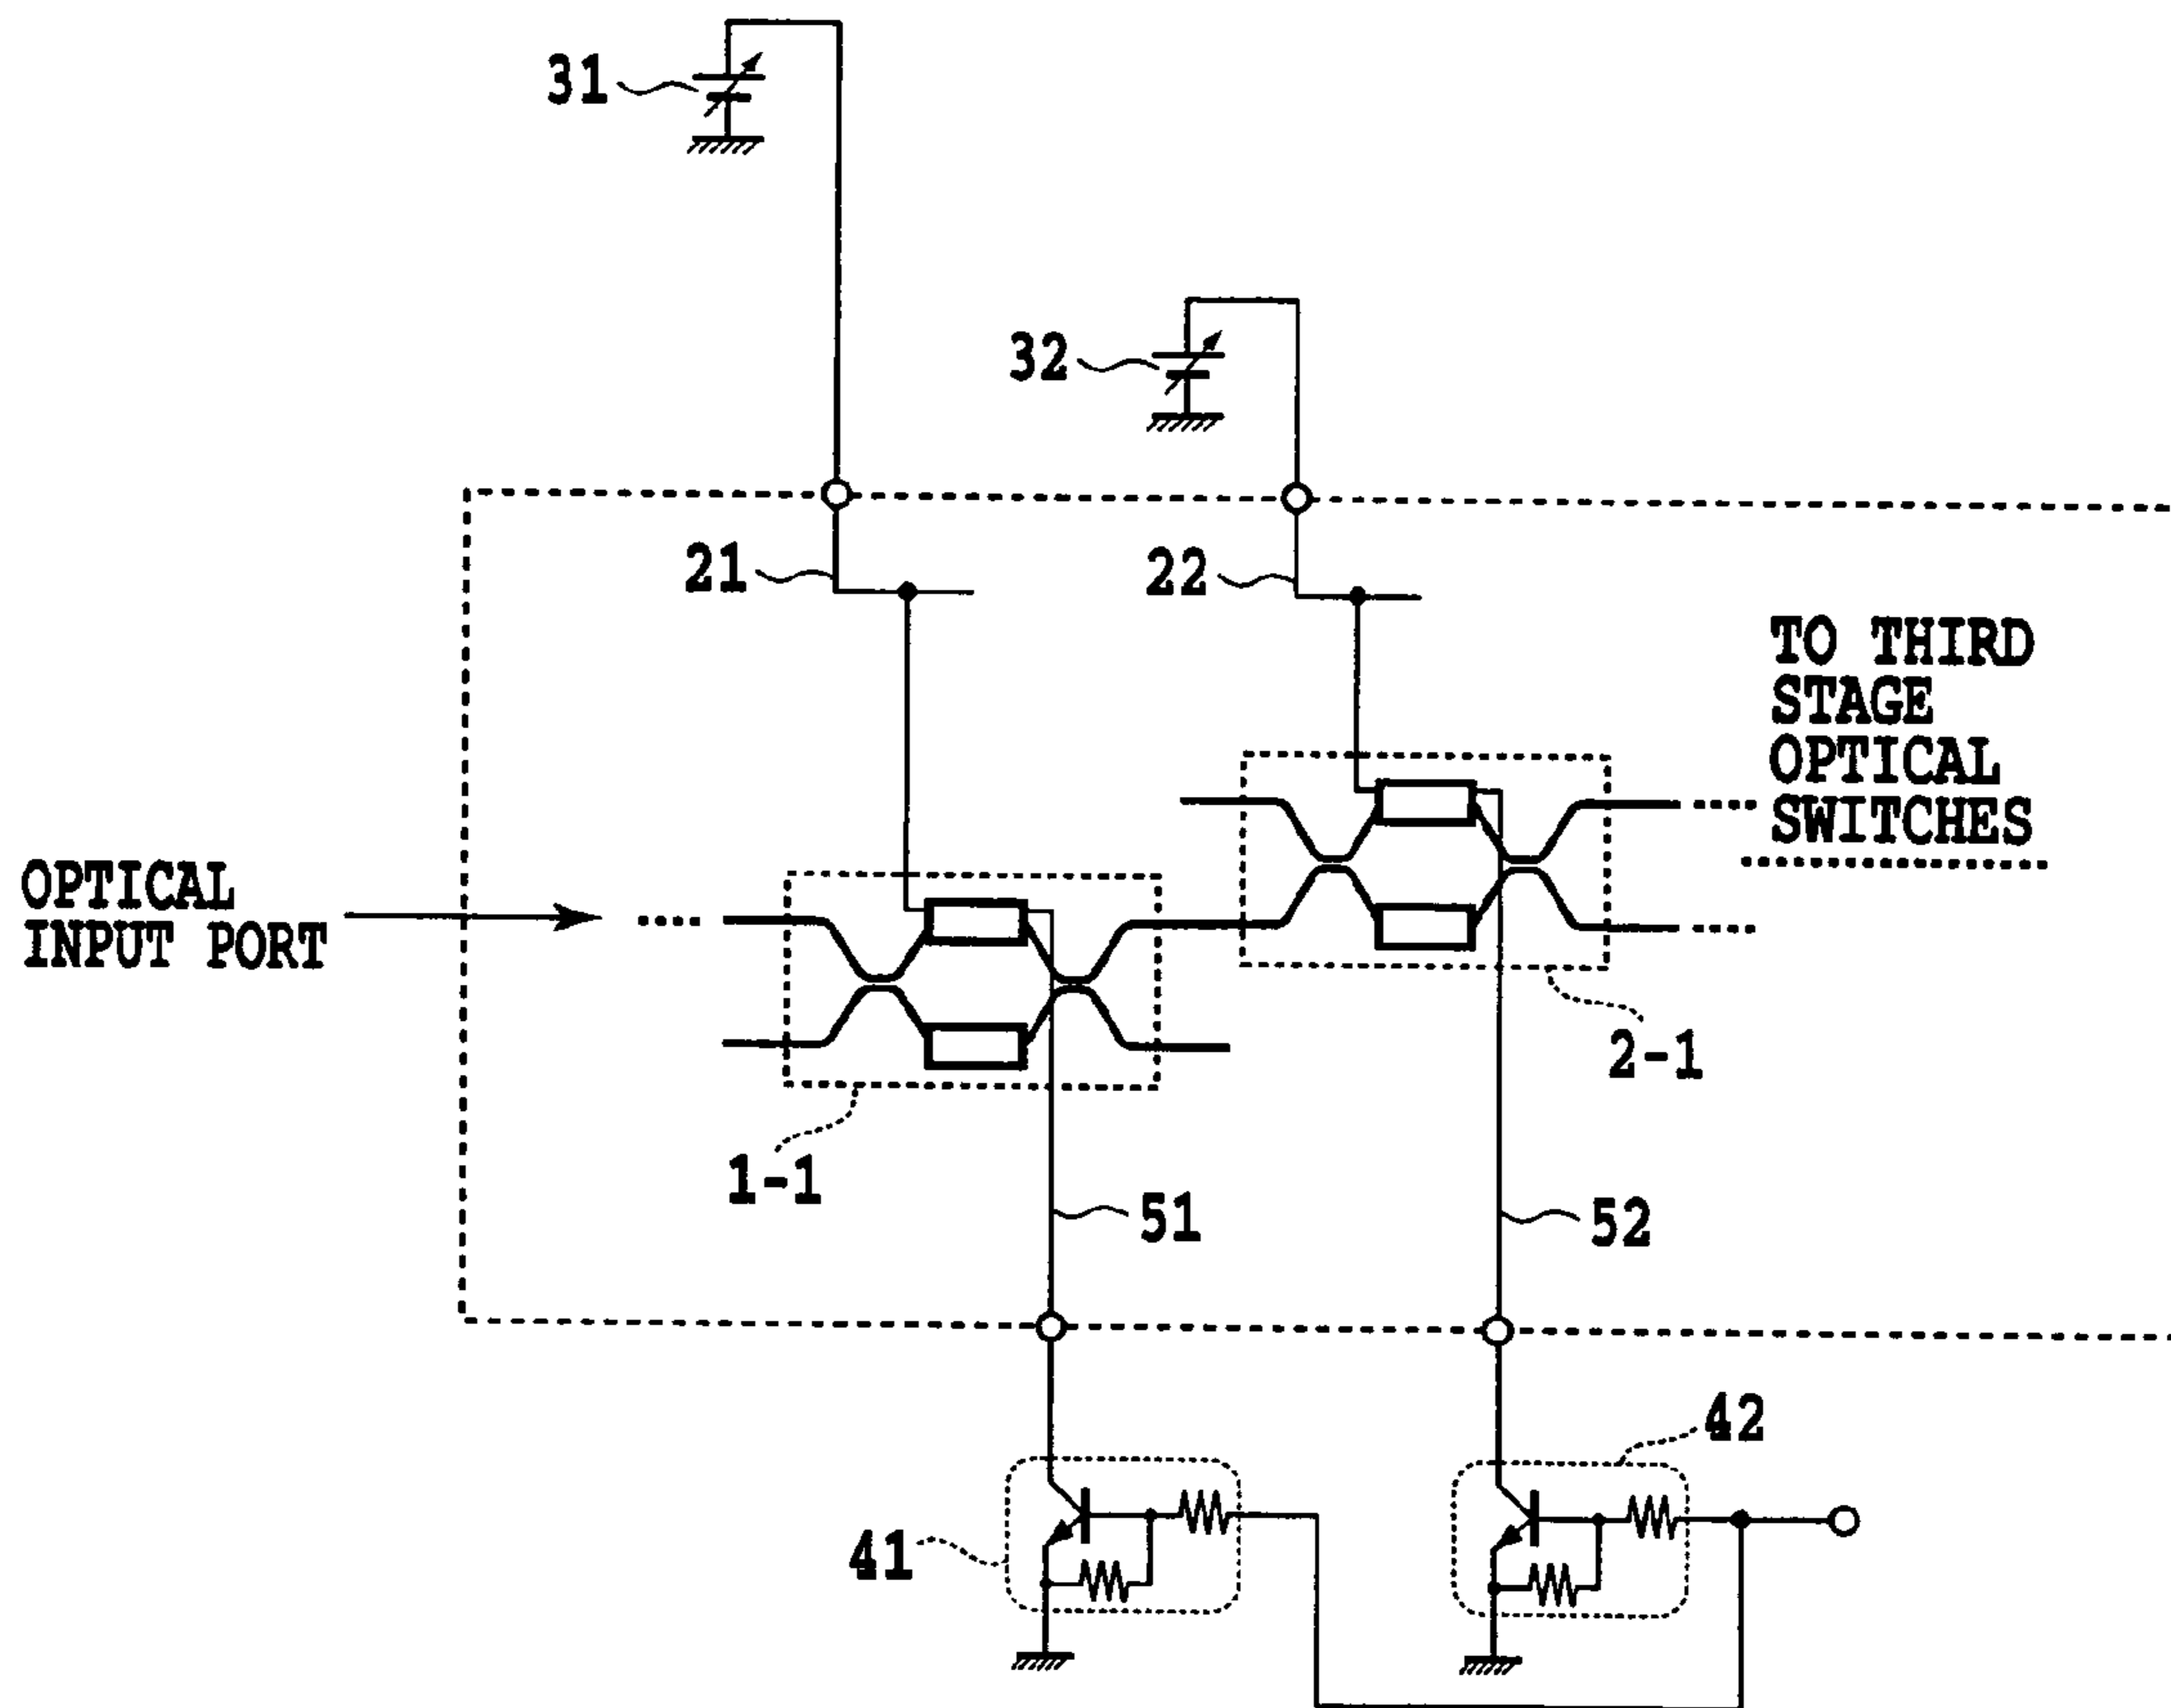 31
32
21
22
TO THIRD
STAGE
OPTICAL
SWITCHES
OPTICAL
INPUT PORT
2-1
1-1
51
52
42
41